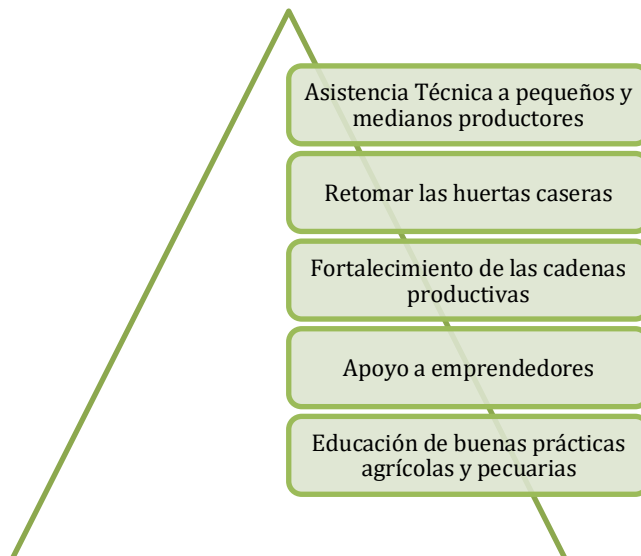 Asistencia Técnica a pequeños y
medianos productores
Retomar las huertas caseras
Fortalecimiento de las cadenas
productivas
Apoyo a emprendedores
Educación de buenas prácticas
agrícolas y pecuarias